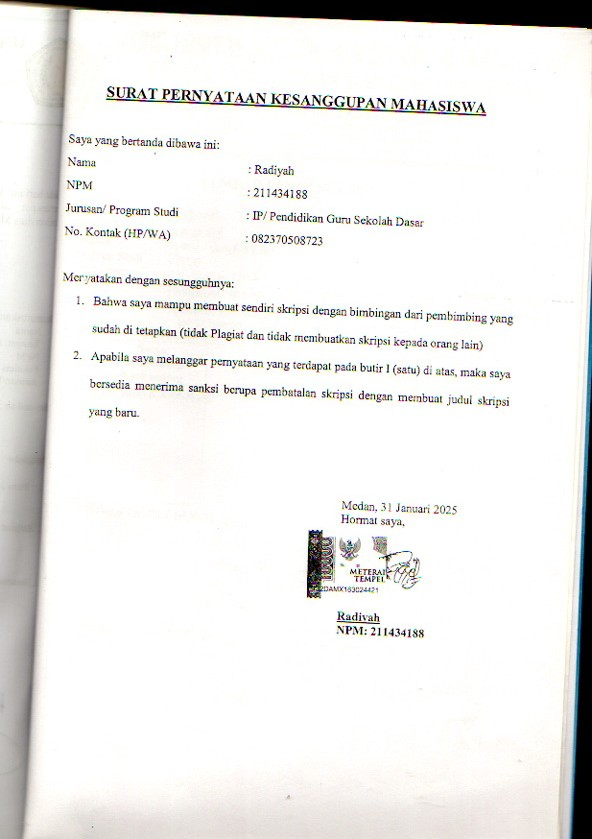 SURAT PERNYATAAN KESANGGUPAN MAHASISWA
Saya yang bertanda dibawa ini:
Nama : Radiyah
NPM : 211434188
Jurusan/ Program Studi : IP/ Pendidikan Guru Sekolah Dasar
No. Kontak (HP/WA) : 082370508723
Menyatakan dengan sesungguhnya:
1. Bahwa saya mampu membuat sendiri skripsi dengan bimbingan dari pembimbing yang
sudah di tetapkan (tidak Plagiat dan tidak membuatkan skripsi kepada orang lain)
2. Apabila saya melanggar pernyataan yang terdapat pada butir 1 (satu) di atas, maka saya
bersedia menerima sanksi berupa pembatalan skripsi dengan membuat judul skripsi
yang baru.
Medan, 31 Januari 2025
Hormat saya,
10000
METERAI
TEMPEL
DAMX183024421
Radiyah
NPM: 211434188